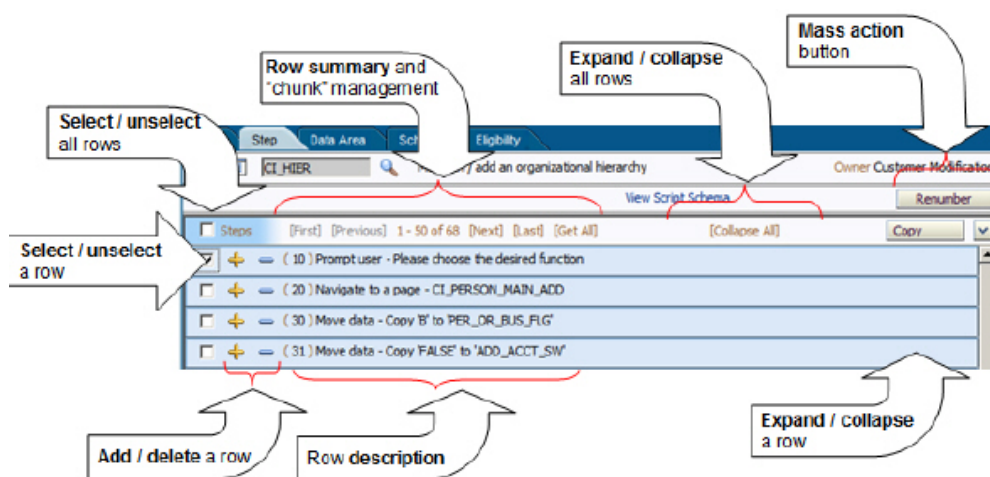 Mass action
button
Row summary and
"chunk" management
Expand / collapse
all rows
Select / unselect
all rows
Step Data Area Sch Eligibility
CI_HIER / add an organizational hierarchy Owner Customer Modification
View Script Schema Renumber
Steps [First] [Previous] 1 - 50 of 68 [Next] [Last] [Get All] [Collapse All] Copy
Select / unselect
a row
( 10 ) Prompt user - Please choose the desired function
( 20 ) Navigate to a page - CI_PERSON_MAIN_ADD
( 30 ) Move data - Copy 'B' to 'PER_OR_BUS_FLG'
( 31 ) Move data - Copy 'FALSE' to 'ADD_ACCT_SW'
Expand / collapse
a row
Add / delete a row
Row description